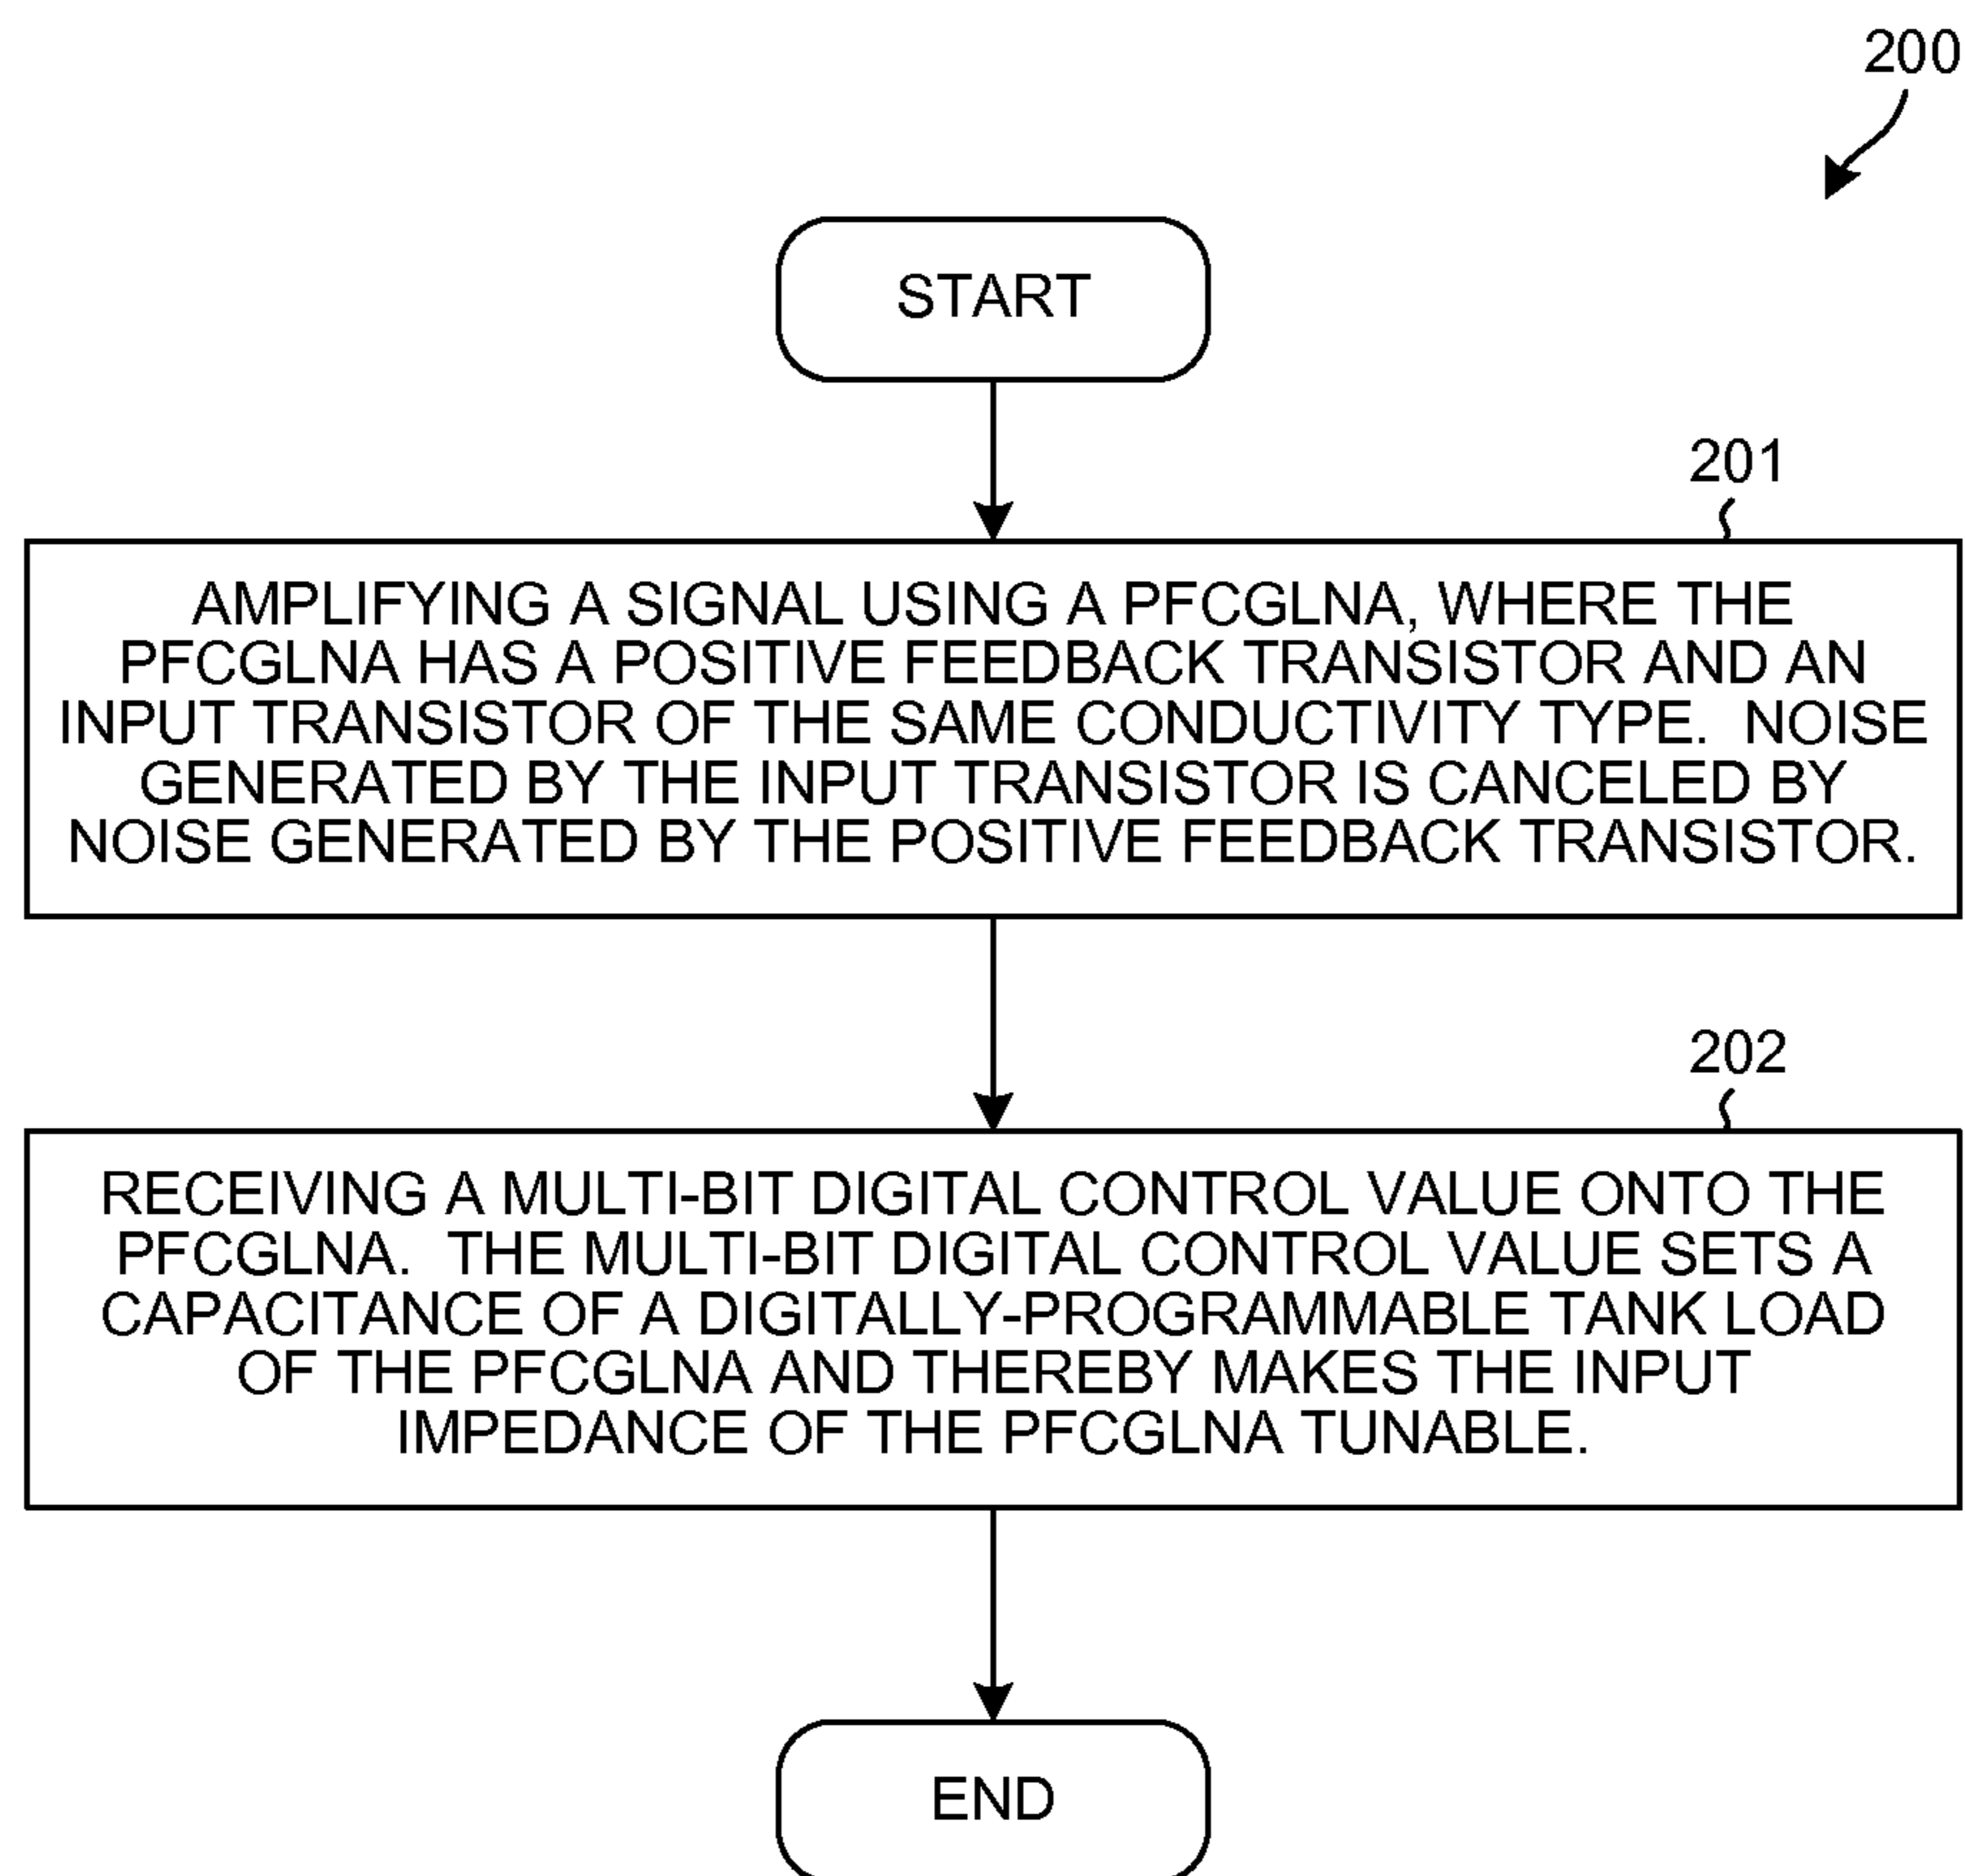 200
START
201
AMPLIFYING A SIGNAL USING A PFCGLNA, WHERE THE
PFCGLNA HAS A POSITIVE FEEDBACK TRANSISTOR AND AN
INPUT TRANSISTOR OF THE SAME CONDUCTIVITY TYPE. NOISE
GENERATED BY THE INPUT TRANSISTOR IS CANCELED BY
NOISE GENERATED BY THE POSITIVE FEEDBACK TRANSISTOR.
202
RECEIVING A MULTI-BIT DIGITAL CONTROL VALUE ONTO THE
PFCGLNA. THE MULTI-BIT DIGITAL CONTROL VALUE SETS A
CAPACITANCE OF A DIGITALLY-PROGRAMMABLE TANK LOAD
OF THE PFCGLNA AND THEREBY MAKES THE INPUT
IMPEDANCE OF THE PFCGLNA TUNABLE.
END